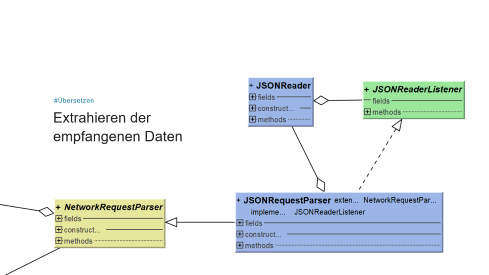 #Übersetzen
Extrahieren der
empfangenen Daten
+ JSONReader
fields
construct...
methods
+ JSONReaderListener
fields
methods
+ NetworkRequestParser
fields
construct...
methods
+ JSONRequestParser exten... NetworkRequestPar...
impleme... JSONReaderListener
fields
construct...
methods